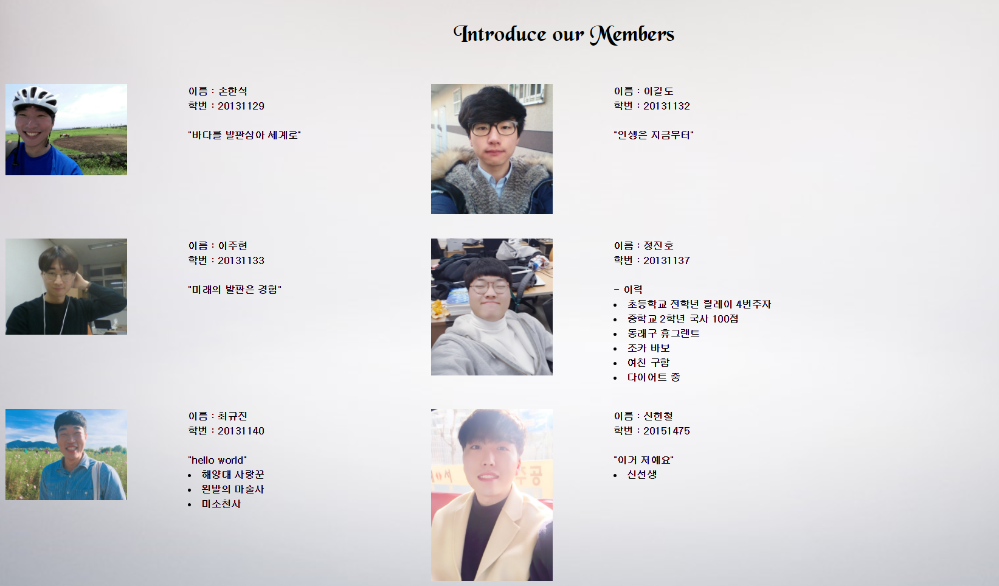 Introduce our Members
이름 : 손한석
학번 : 20131129
"바다를 발판삼아 세계로"
이름 : 이길도
학번 : 20131132
"인생은 지금부터"
이름 : 이주현
학번 : 20131133
"미래의 발판은 경험"
이름 : 정진호
학번 : 20131137
- 이력
• 초등학교 전학년 릴레이 4번주자
• 중학교 2학년 국사 100점
• 동래구 휴그랜트
• 조카 바보
• 여친 구함
• 다이어트 중
이름 : 최규진
학번 : 20131140
"hello world"
• 해양대 사랑꾼
• 왼발의 마술사
• 미소천사
이름 : 신현철
학번 : 20151475
"이거 저예요"
• 신선생